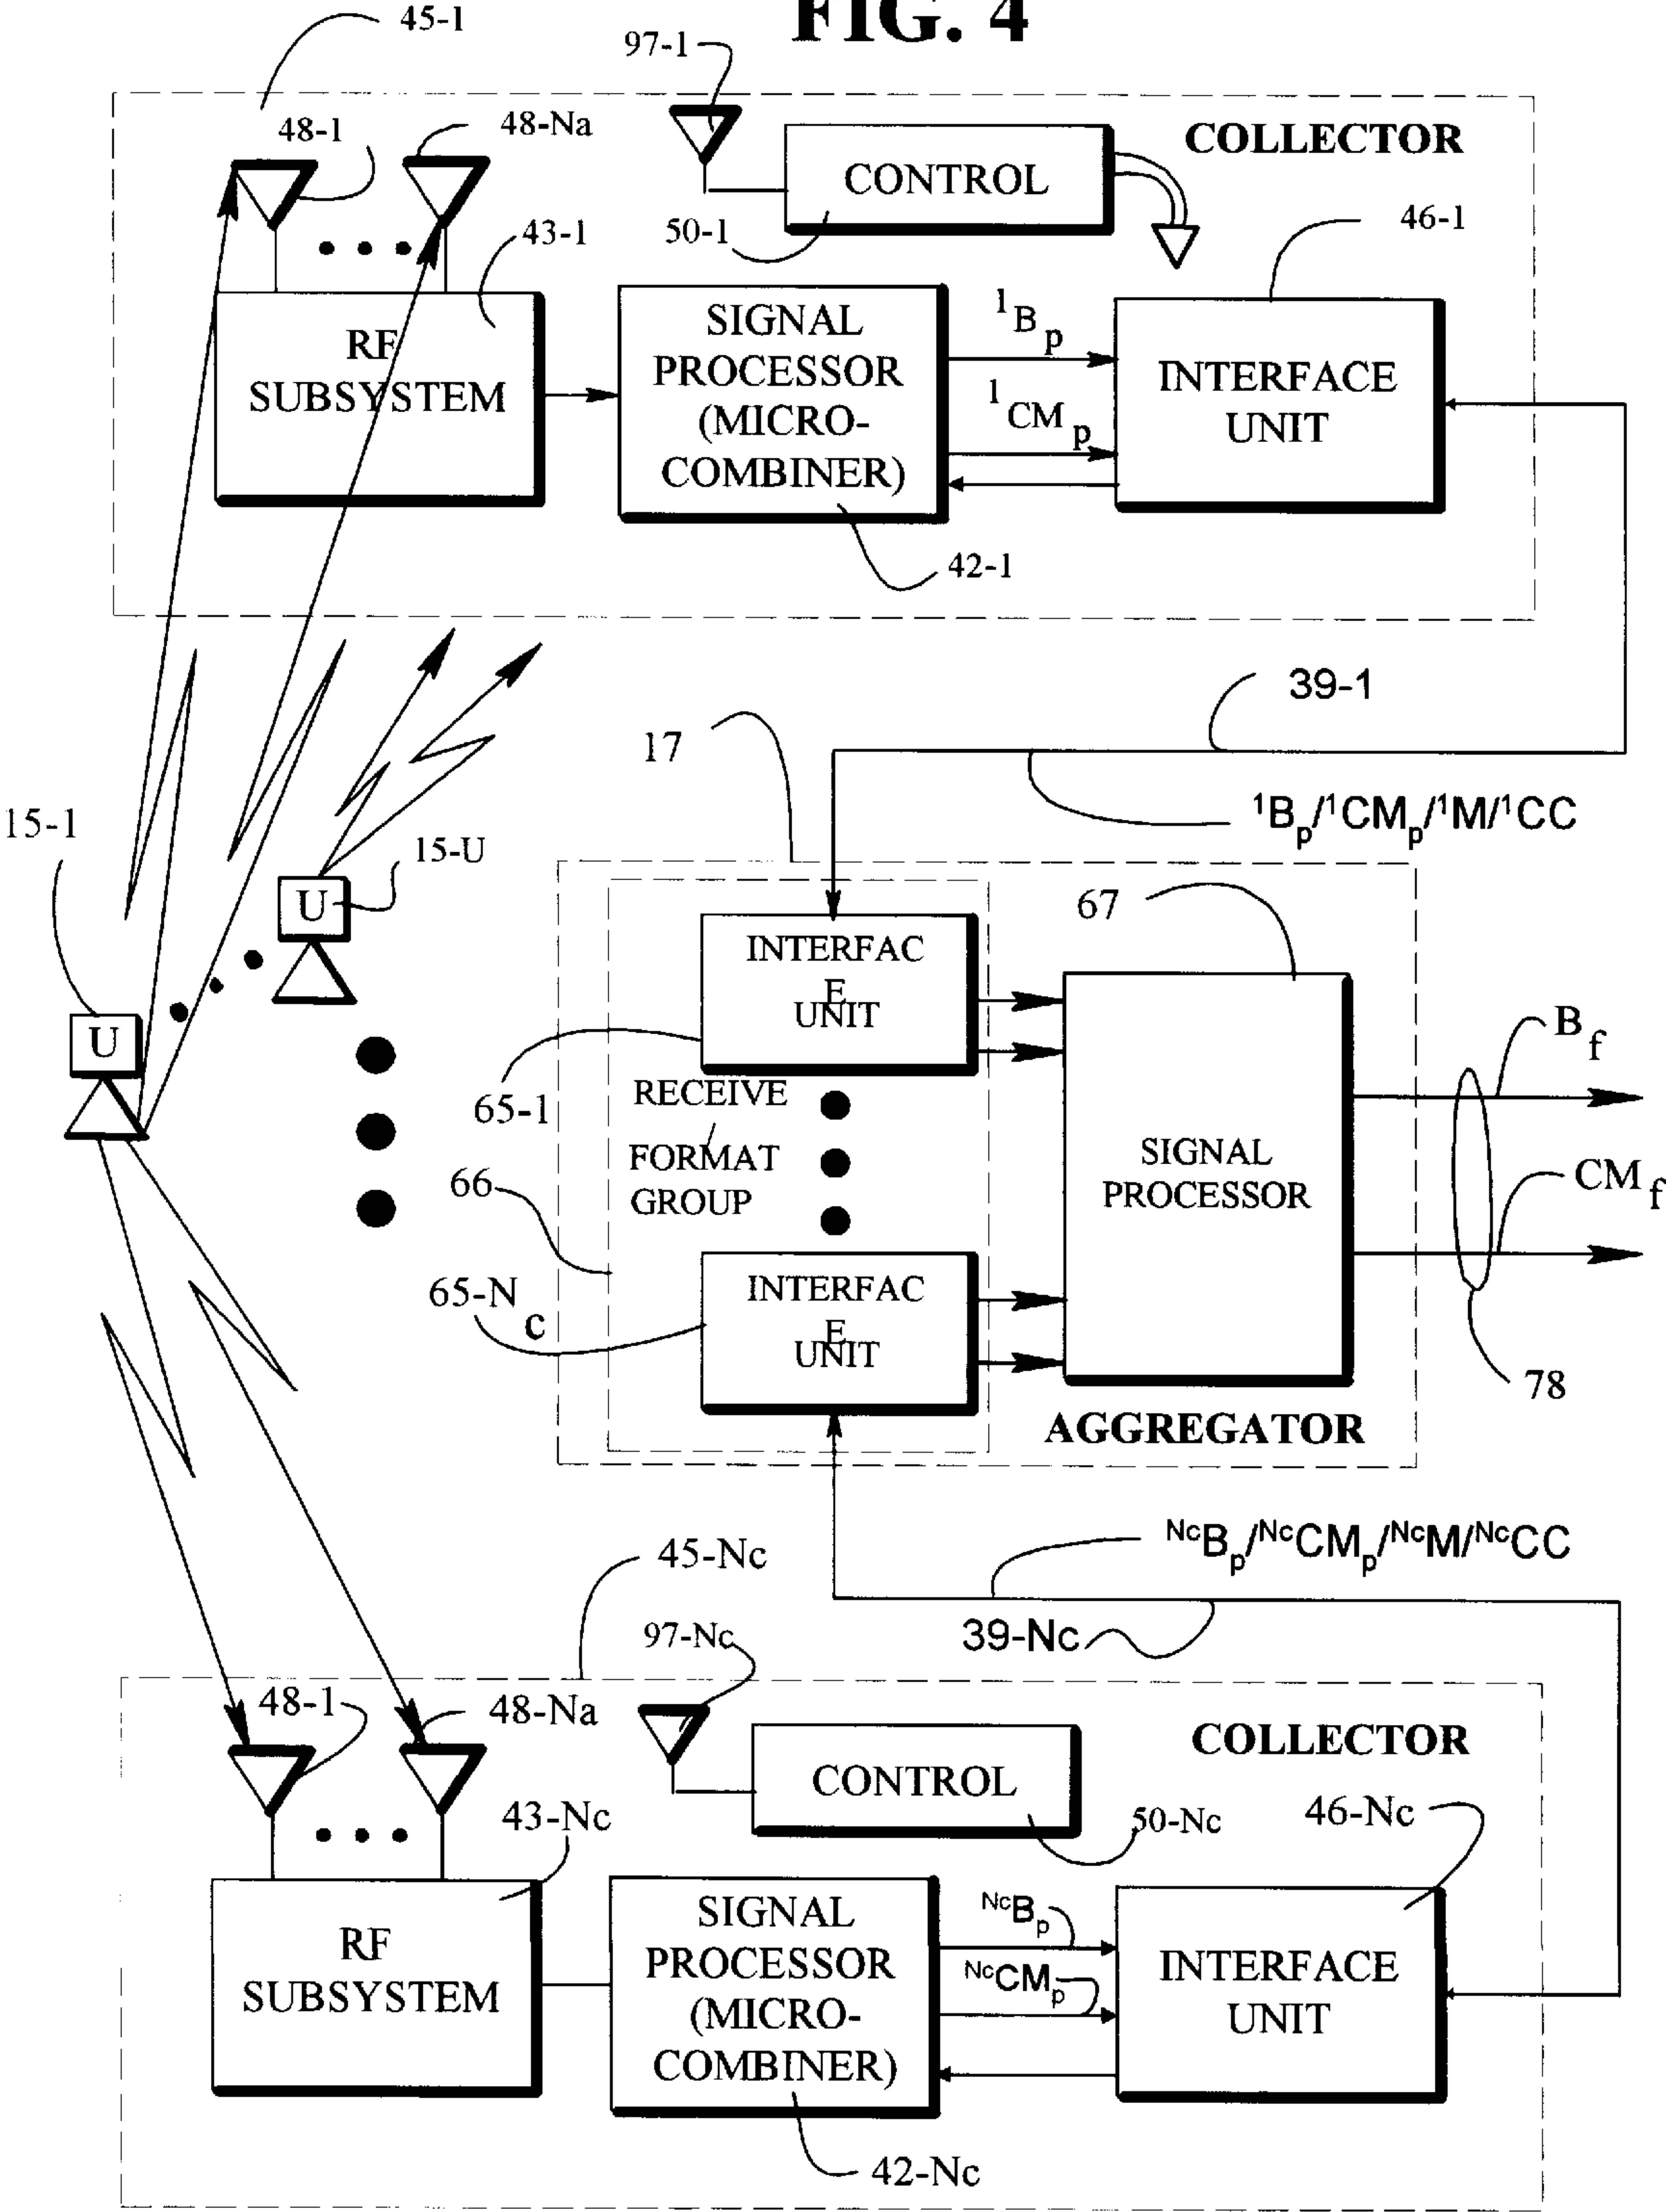 FIG. 4
45-1
97-1
48-1
48-Na
COLLECTOR
CONTROL
43-1
50-1
46-1
RF
SUBSYSTEM
SIGNAL
PROCESSOR
(MICRO-
COMBINER)
1Bp
1CMp
INTERFACE
UNIT
42-1
39-1
17
1Bp/1CMp/1M/1CC
15-1
15-U
U
67
INTERFAC
E
UNIT
U
Bf
65-1
RECEIVE
FORMAT
GROUP
66
SIGNAL
PROCESSOR
CMf
65-Nc
INTERFAC
E
UNIT
78
AGGREGATOR
NcBp/NcCMp/NcM/NcCC
45-Nc
39-Nc
97-Nc
48-1
48-Na
COLLECTOR
CONTROL
43-Nc
50-Nc
46-Nc
RF
SUBSYSTEM
SIGNAL
PROCESSOR
(MICRO-
COMBINER)
NcBp
NcCMp
INTERFACE
UNIT
42-Nc